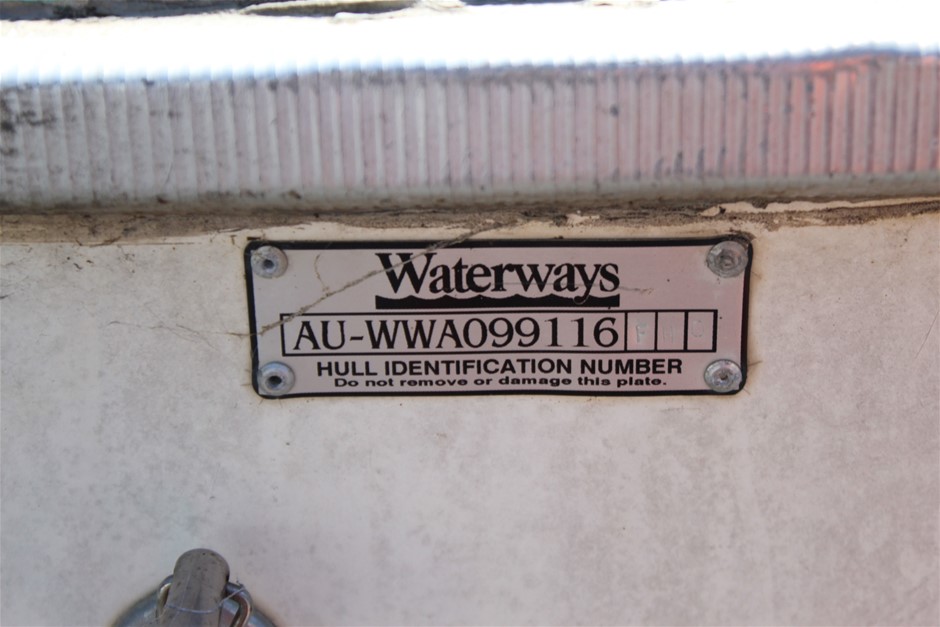 Waterways
AU-WWA099116
HULL IDENTIFICATION NUMBER
Do not remove or damage this plate.